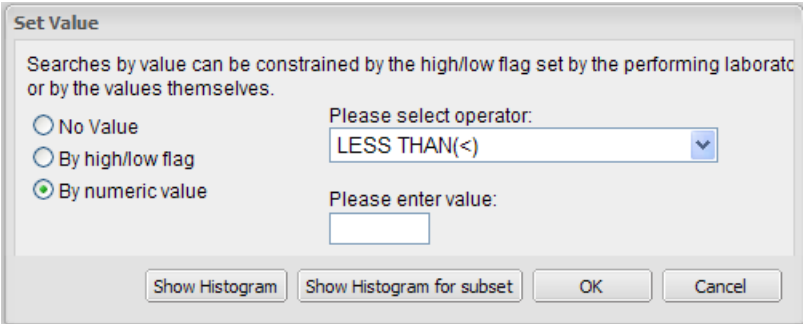 Set Value
Searches by value can be constrained by the high/low flag set by the performing laborato
or by the values themselves.
No Value
By high/low flag
By numeric value
Please select operator:
LESS THAN(<)
Please enter value:
Show Histogram
Show Histogram for subset
OK
Cancel